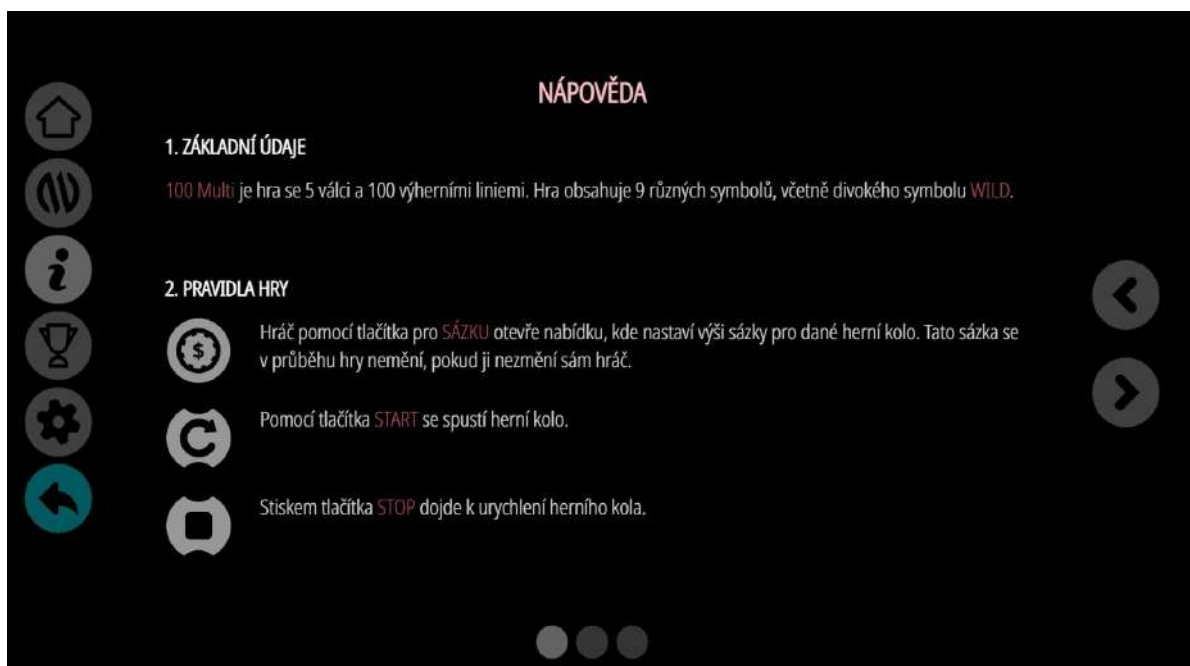 NÁPOVĚDA
1. ZÁKLADNÍ ÚDAJE
100 Multi je hra se 5 válci a 100 výherními liniemi. Hra obsahuje 9 různých symbolů, včetně divokého symbolu WILD.
2. PRAVIDLA HRY
Hráč pomocí tlačítka pro SÁZKU otevře nabídku, kde nastaví výši sázky pro dané herní kolo. Tato sázka se
v průběhu hry nemění, pokud ji nezmění sám hráč.
Pomocí tlačítka START se spustí herní kolo.
Stiskem tlačítka STOP dojde k urychlení herního kola.